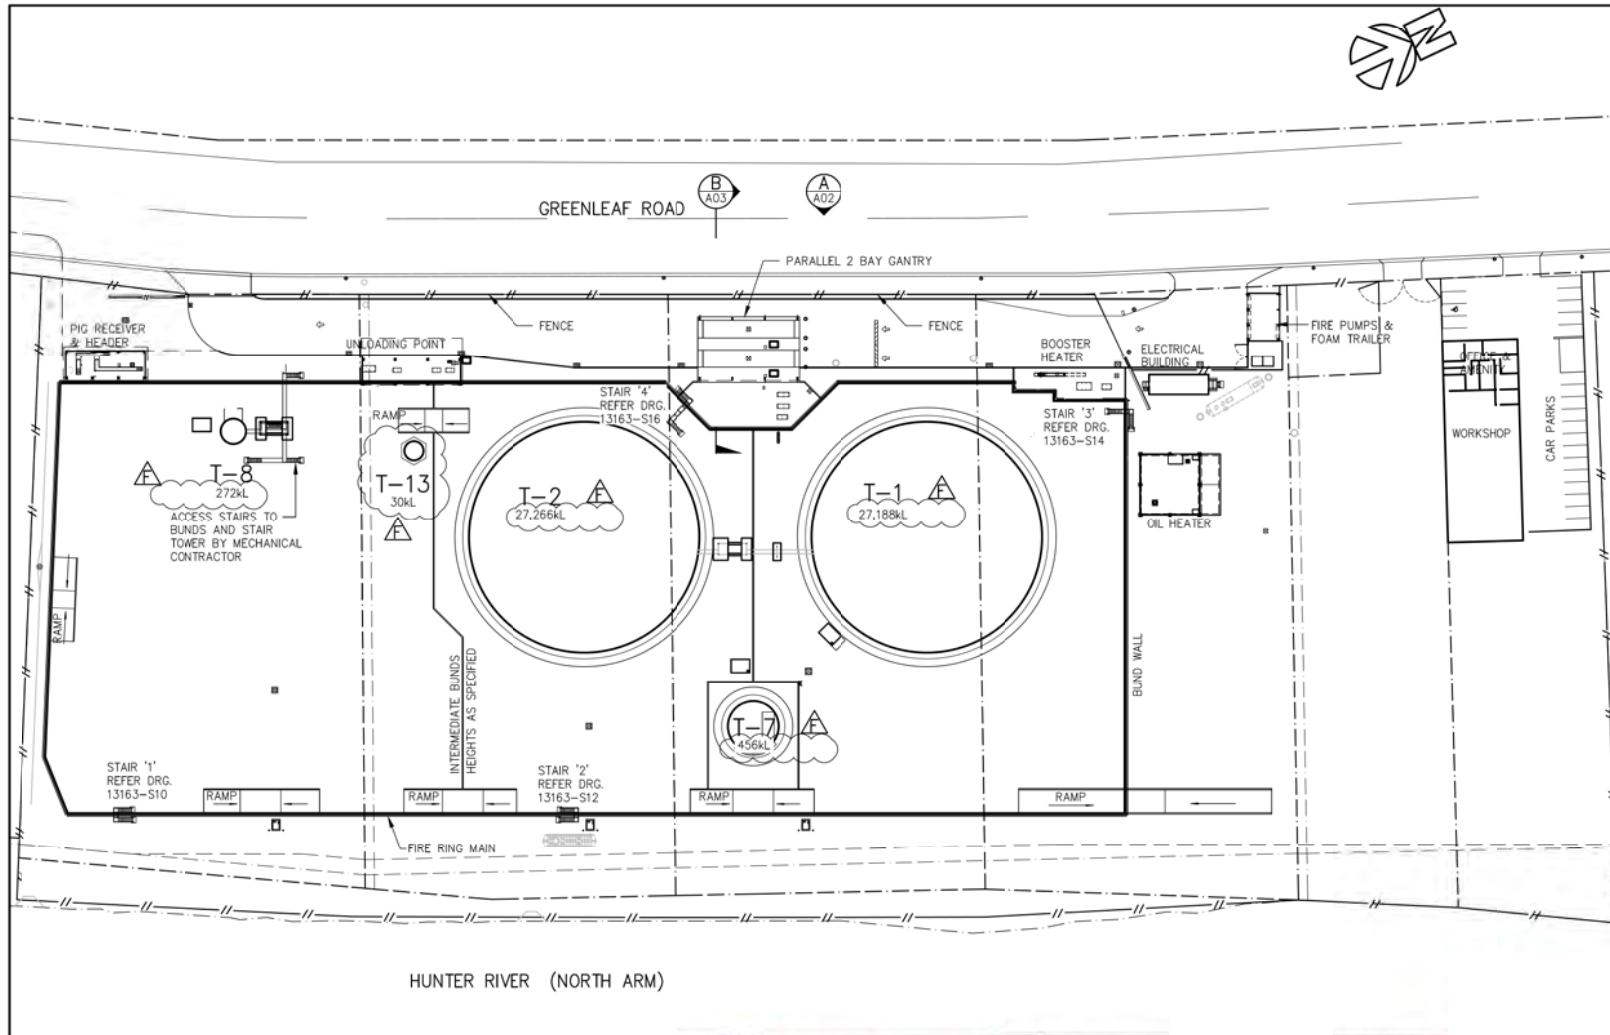 N
B
A03
A
A02
GREENLEAF ROAD
PARALLEL 2 BAY GANTRY
FENCE
FENCE
PIG RECEIVER
& HEADER
UNLOADING POINT
BOOSTER
HEATER
ELECTRICAL
BUILDING
FIRE PUMPS &
FOAM TRAILER
OFFICE &
AMENITY
WORKSHOP
CAR PARKS
STAIR '4'
REFER DRG.
13163-S16
STAIR '3'
REFER DRG.
13163-S14
RAMP
T-8
272kL
F
T-13
30kL
F
T-2
27.266kL
F
T-1
27.188kL
F
OIL HEATER
ACCESS STAIRS TO
BUNDS AND STAIR
TOWER BY MECHANICAL
CONTRACTOR
RAMP
INTERMEDIATE BUNDS
HEIGHTS AS SPECIFIED
BUND WALL
T-7
456kL
F
STAIR '1'
REFER DRG.
13163-S10
STAIR '2'
REFER DRG.
13163-S12
RAMP
RAMP
RAMP
RAMP
FIRE RING MAIN
HUNTER RIVER (NORTH ARM)